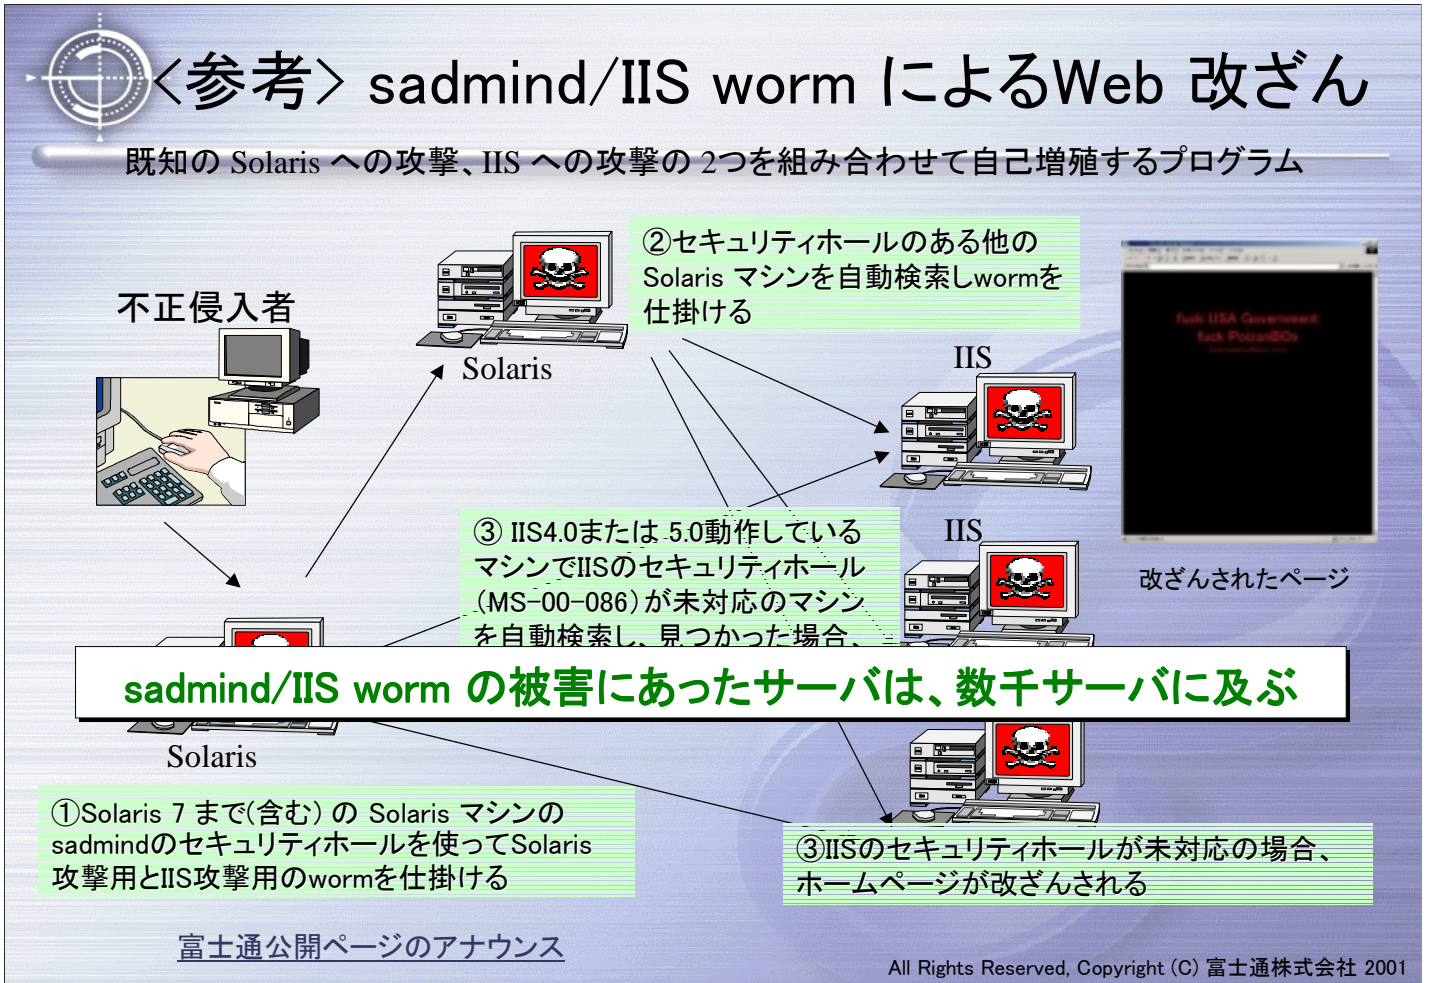 <参考> sadmind/IIS worm によるWeb 改ざん
既知の Solaris への攻撃、IIS への攻撃の 2つを組み合わせて自己増殖するプログラム
②セキュリティホールのある他の
Solaris マシンを自動検索しwormを
仕掛ける
不正侵入者
Solaris
IIS
fuck USA Government
fuck PoizonBOx
③ IIS4.0または 5.0動作している
マシンでIISのセキュリティホール
(MS-00-086)が未対応のマシン
を自動検索し、見つかった場合、
IIS
改ざんされたページ
sadmind/IIS worm の被害にあったサーバは、数千サーバに及ぶ
Solaris
①Solaris 7 まで(含む) の Solaris マシンの
sadmindのセキュリティホールを使ってSolaris
攻撃用とIIS攻撃用のwormを仕掛ける
③IISのセキュリティホールが未対応の場合、
ホームページが改ざんされる
富士通公開ページのアナウンス
All Rights Reserved, Copyright (C) 富士通株式会社 2001